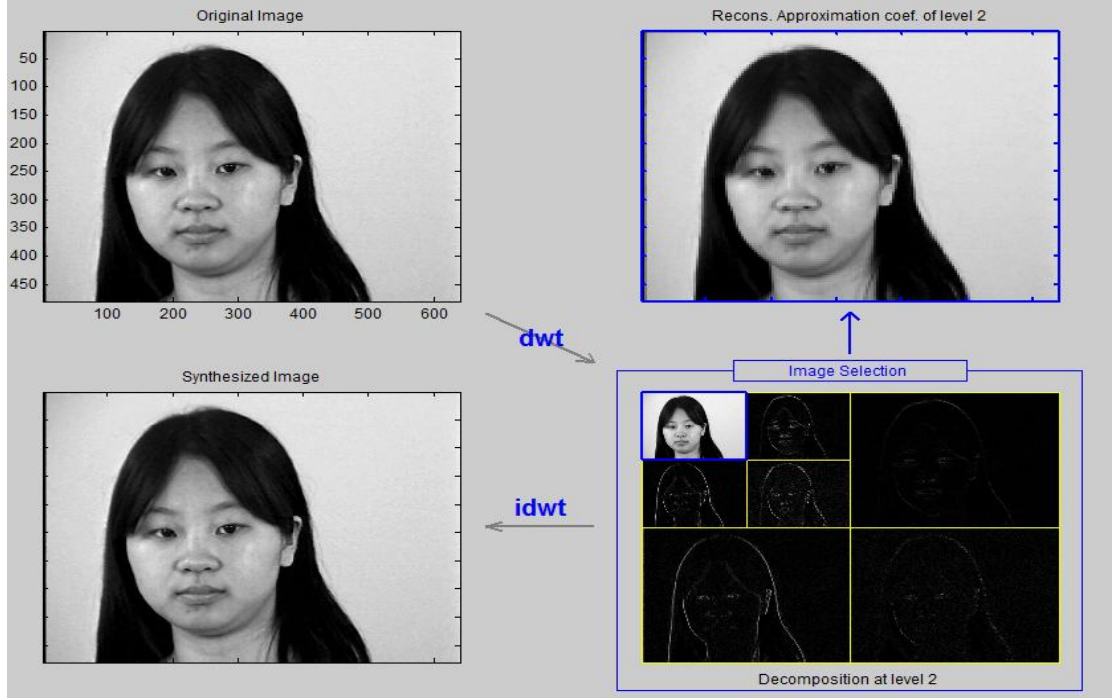 Original Image
50
100
150
200
250
300
350
400
450
100 200 300 400 500 600
Recons. Approximation coef. of level 2
dwt
Synthesized Image
idwt
Image Selection
Decomposition at level 2